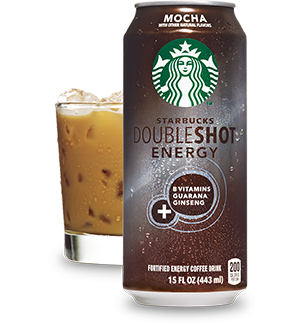 MOCHA
WITH OTHER NATURAL FLAVORS
STARBUCKS
DOUBLESHOT
ENERGY
B VITAMINS
GUARANA
GINSENG
+
FORTIFIED ENERGY COFFEE DRINK
15 FL OZ (443 ml)
200